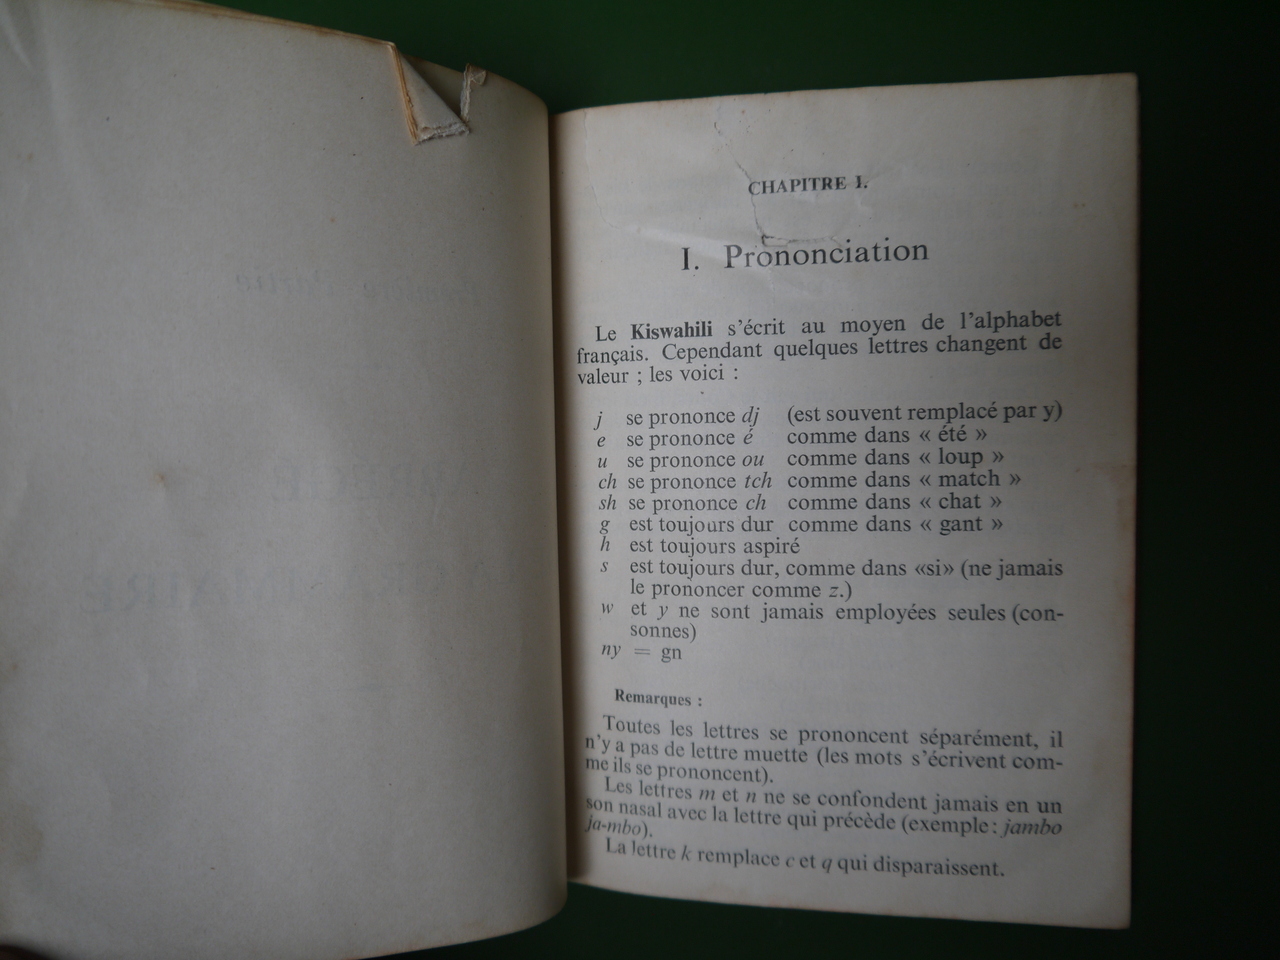 CHAPITRE I.
I. Prononciation
Le Kiswahili s'écrit au moyen de l'alphabet
français. Cependant quelques lettres changent de
valeur ; les voici :
j se prononce dj (est souvent remplacé par y)
e se prononce é comme dans « été »
u se prononce ou comme dans « loup »
ch se prononce tch comme dans « match »
sh se prononce ch comme dans « chat »
g est toujours dur comme dans « gant »
h est toujours aspiré
s est toujours dur, comme dans «si» (ne jamais
le prononcer comme z.)
w et y ne sont jamais employées seules (con-
sonnes)
ny = gn
Remarques :
Toutes les lettres se prononcent séparément, il
n'y a pas de lettre muette (les mots s'écrivent com-
me ils se prononcent).
Les lettres m et n ne se confondent jamais en un
son nasal avec la lettre qui précède (exemple : jambo
ja-mbo).
La lettre k remplace c et q qui disparaissent.